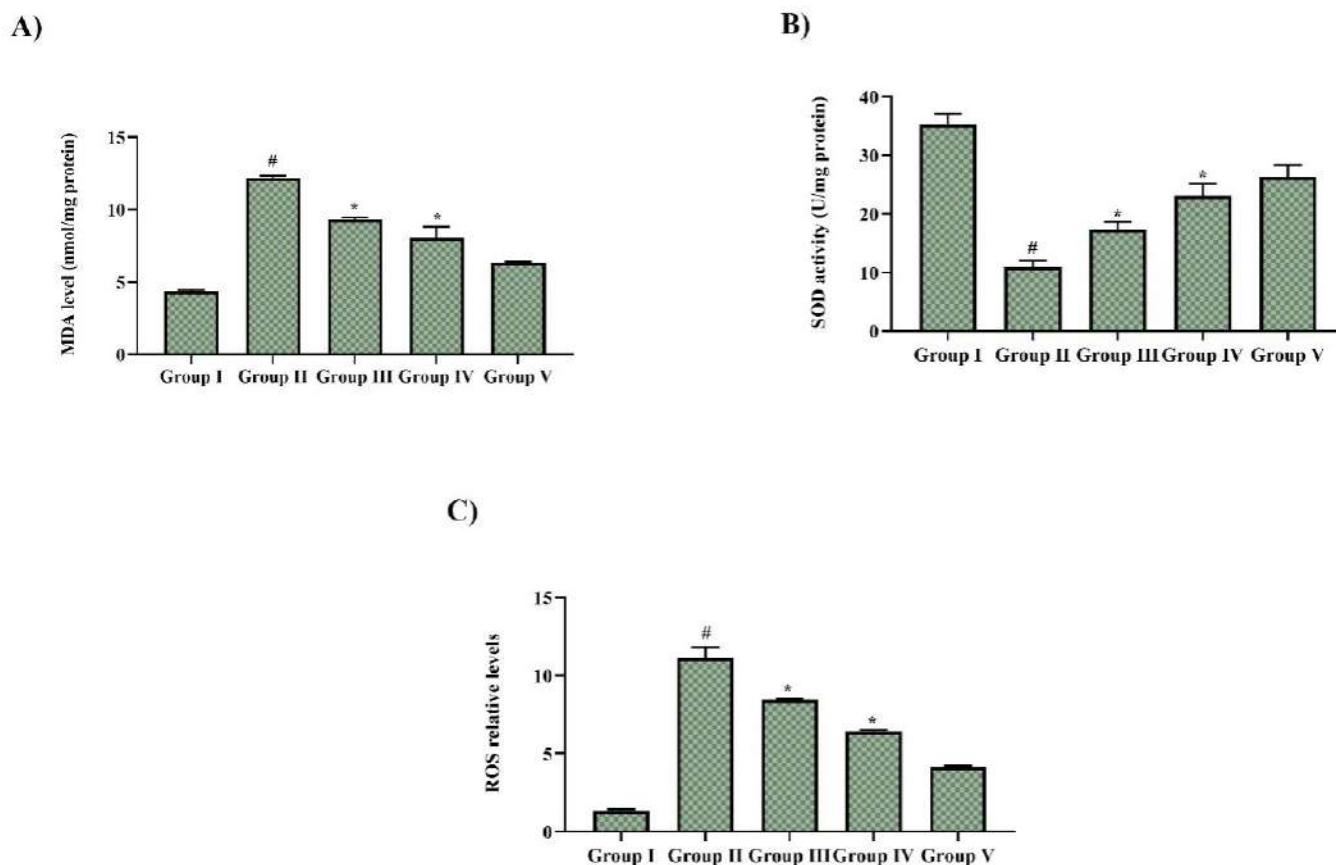 A)
MDA level (nmol/mg protein)
15
10
5
0
#
*
*
Group I Group II Group III Group IV Group V
B)
SOD activity (U/mg protein)
40
30
20
10
0
#
*
*
Group I Group II Group III Group IV Group V
C)
ROS relative levels
15
10
5
0
#
*
*
Group I Group II Group III Group IV Group V